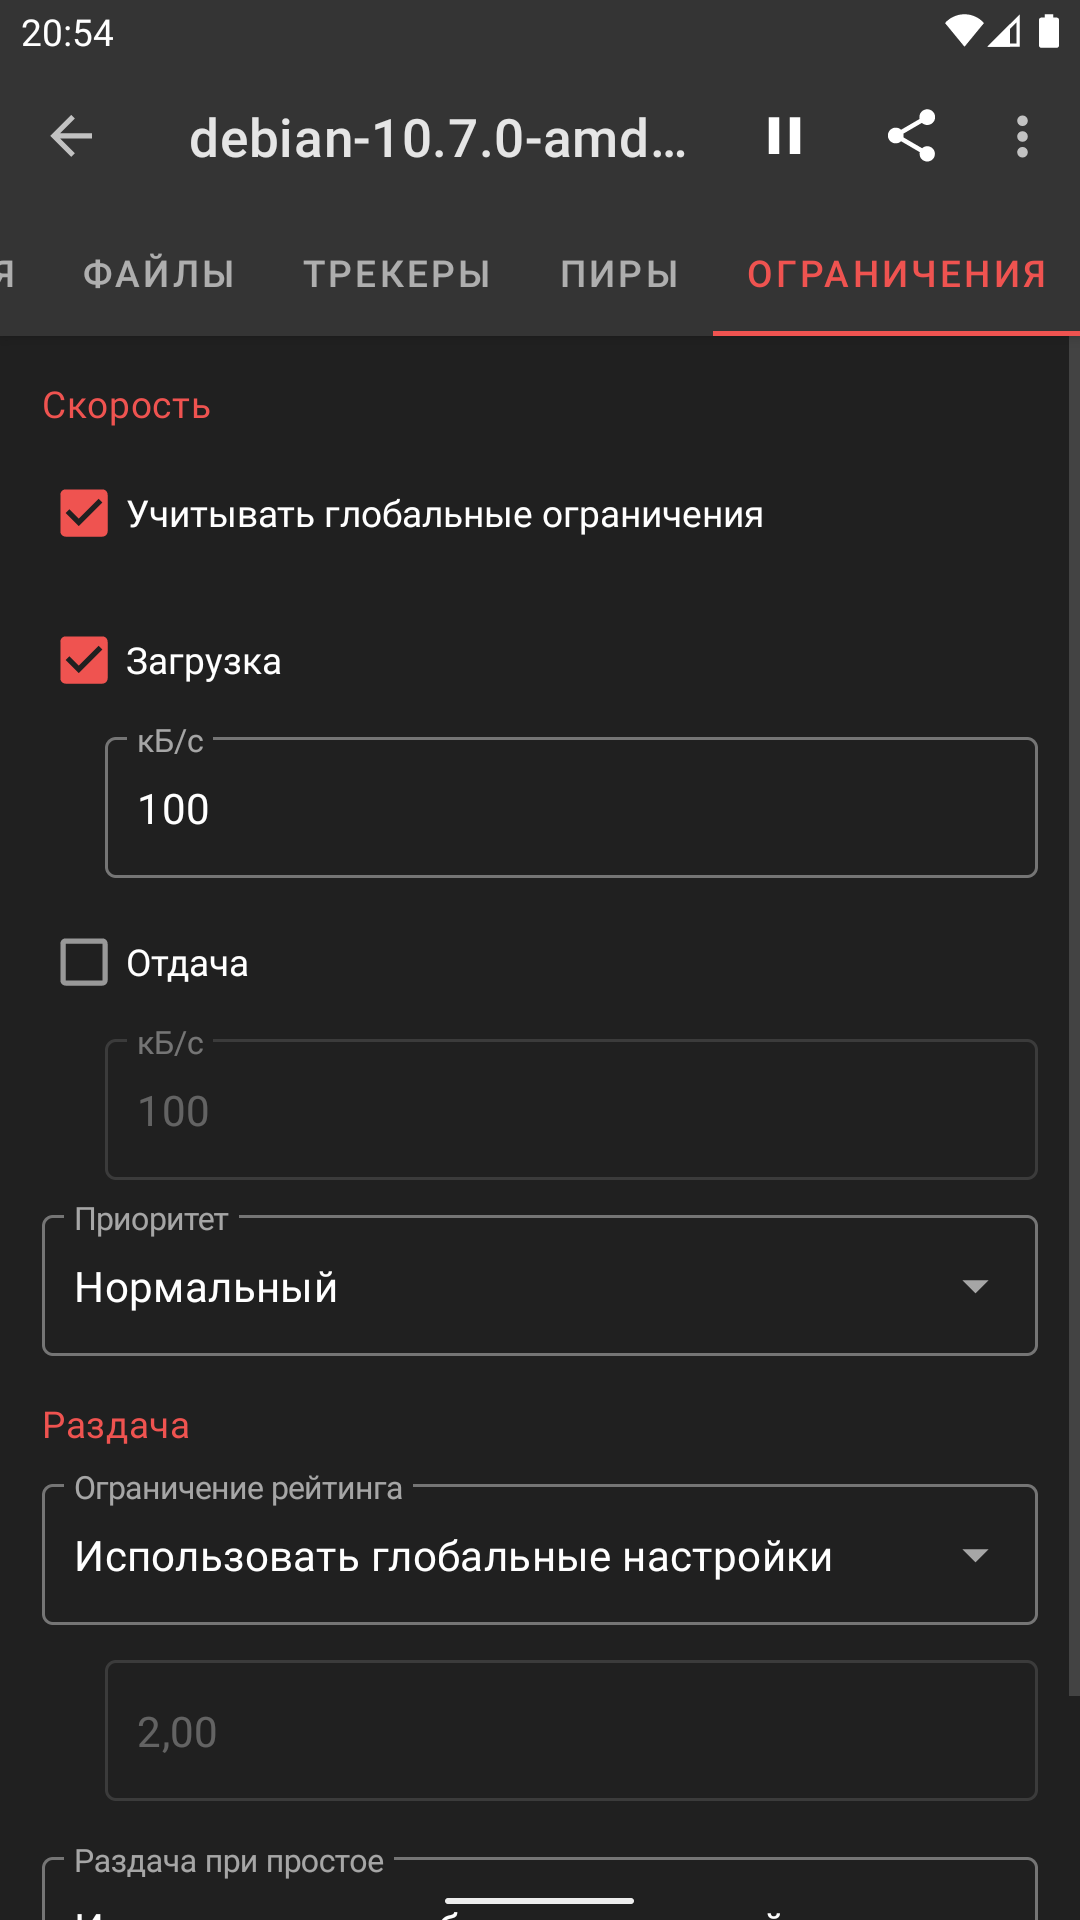 20:54
debian-10.7.0-amd…
Я ФАЙЛЫ ТРЕКЕРЫ ПИРЫ ОГРАНИЧЕНИЯ
Скорость
Учитывать глобальные ограничения
Загрузка
кБ/с
100
Отдача
кБ/с
100
Приоритет
Нормальный
Раздача
Ограничение рейтинга
Использовать глобальные настройки
2,00
Раздача при простое